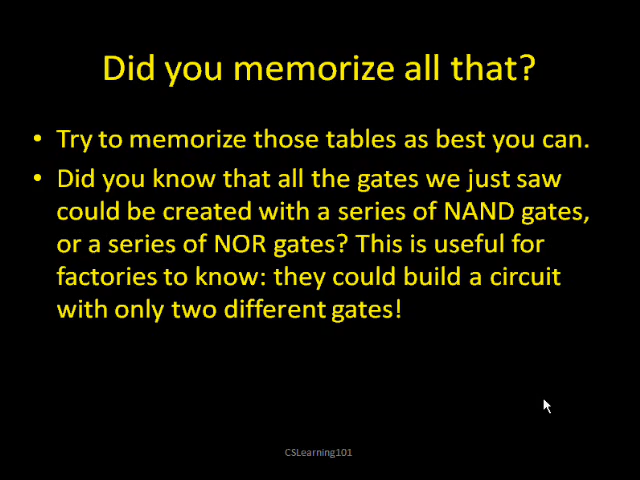 Did you memorize all that?
• Try to memorize those tables as best you can.
• Did you know that all the gates we just saw
could be created with a series of NAND gates,
or a series of NOR gates? This is useful for
factories to know: they could build a circuit
with only two different gates!
CSLearning101